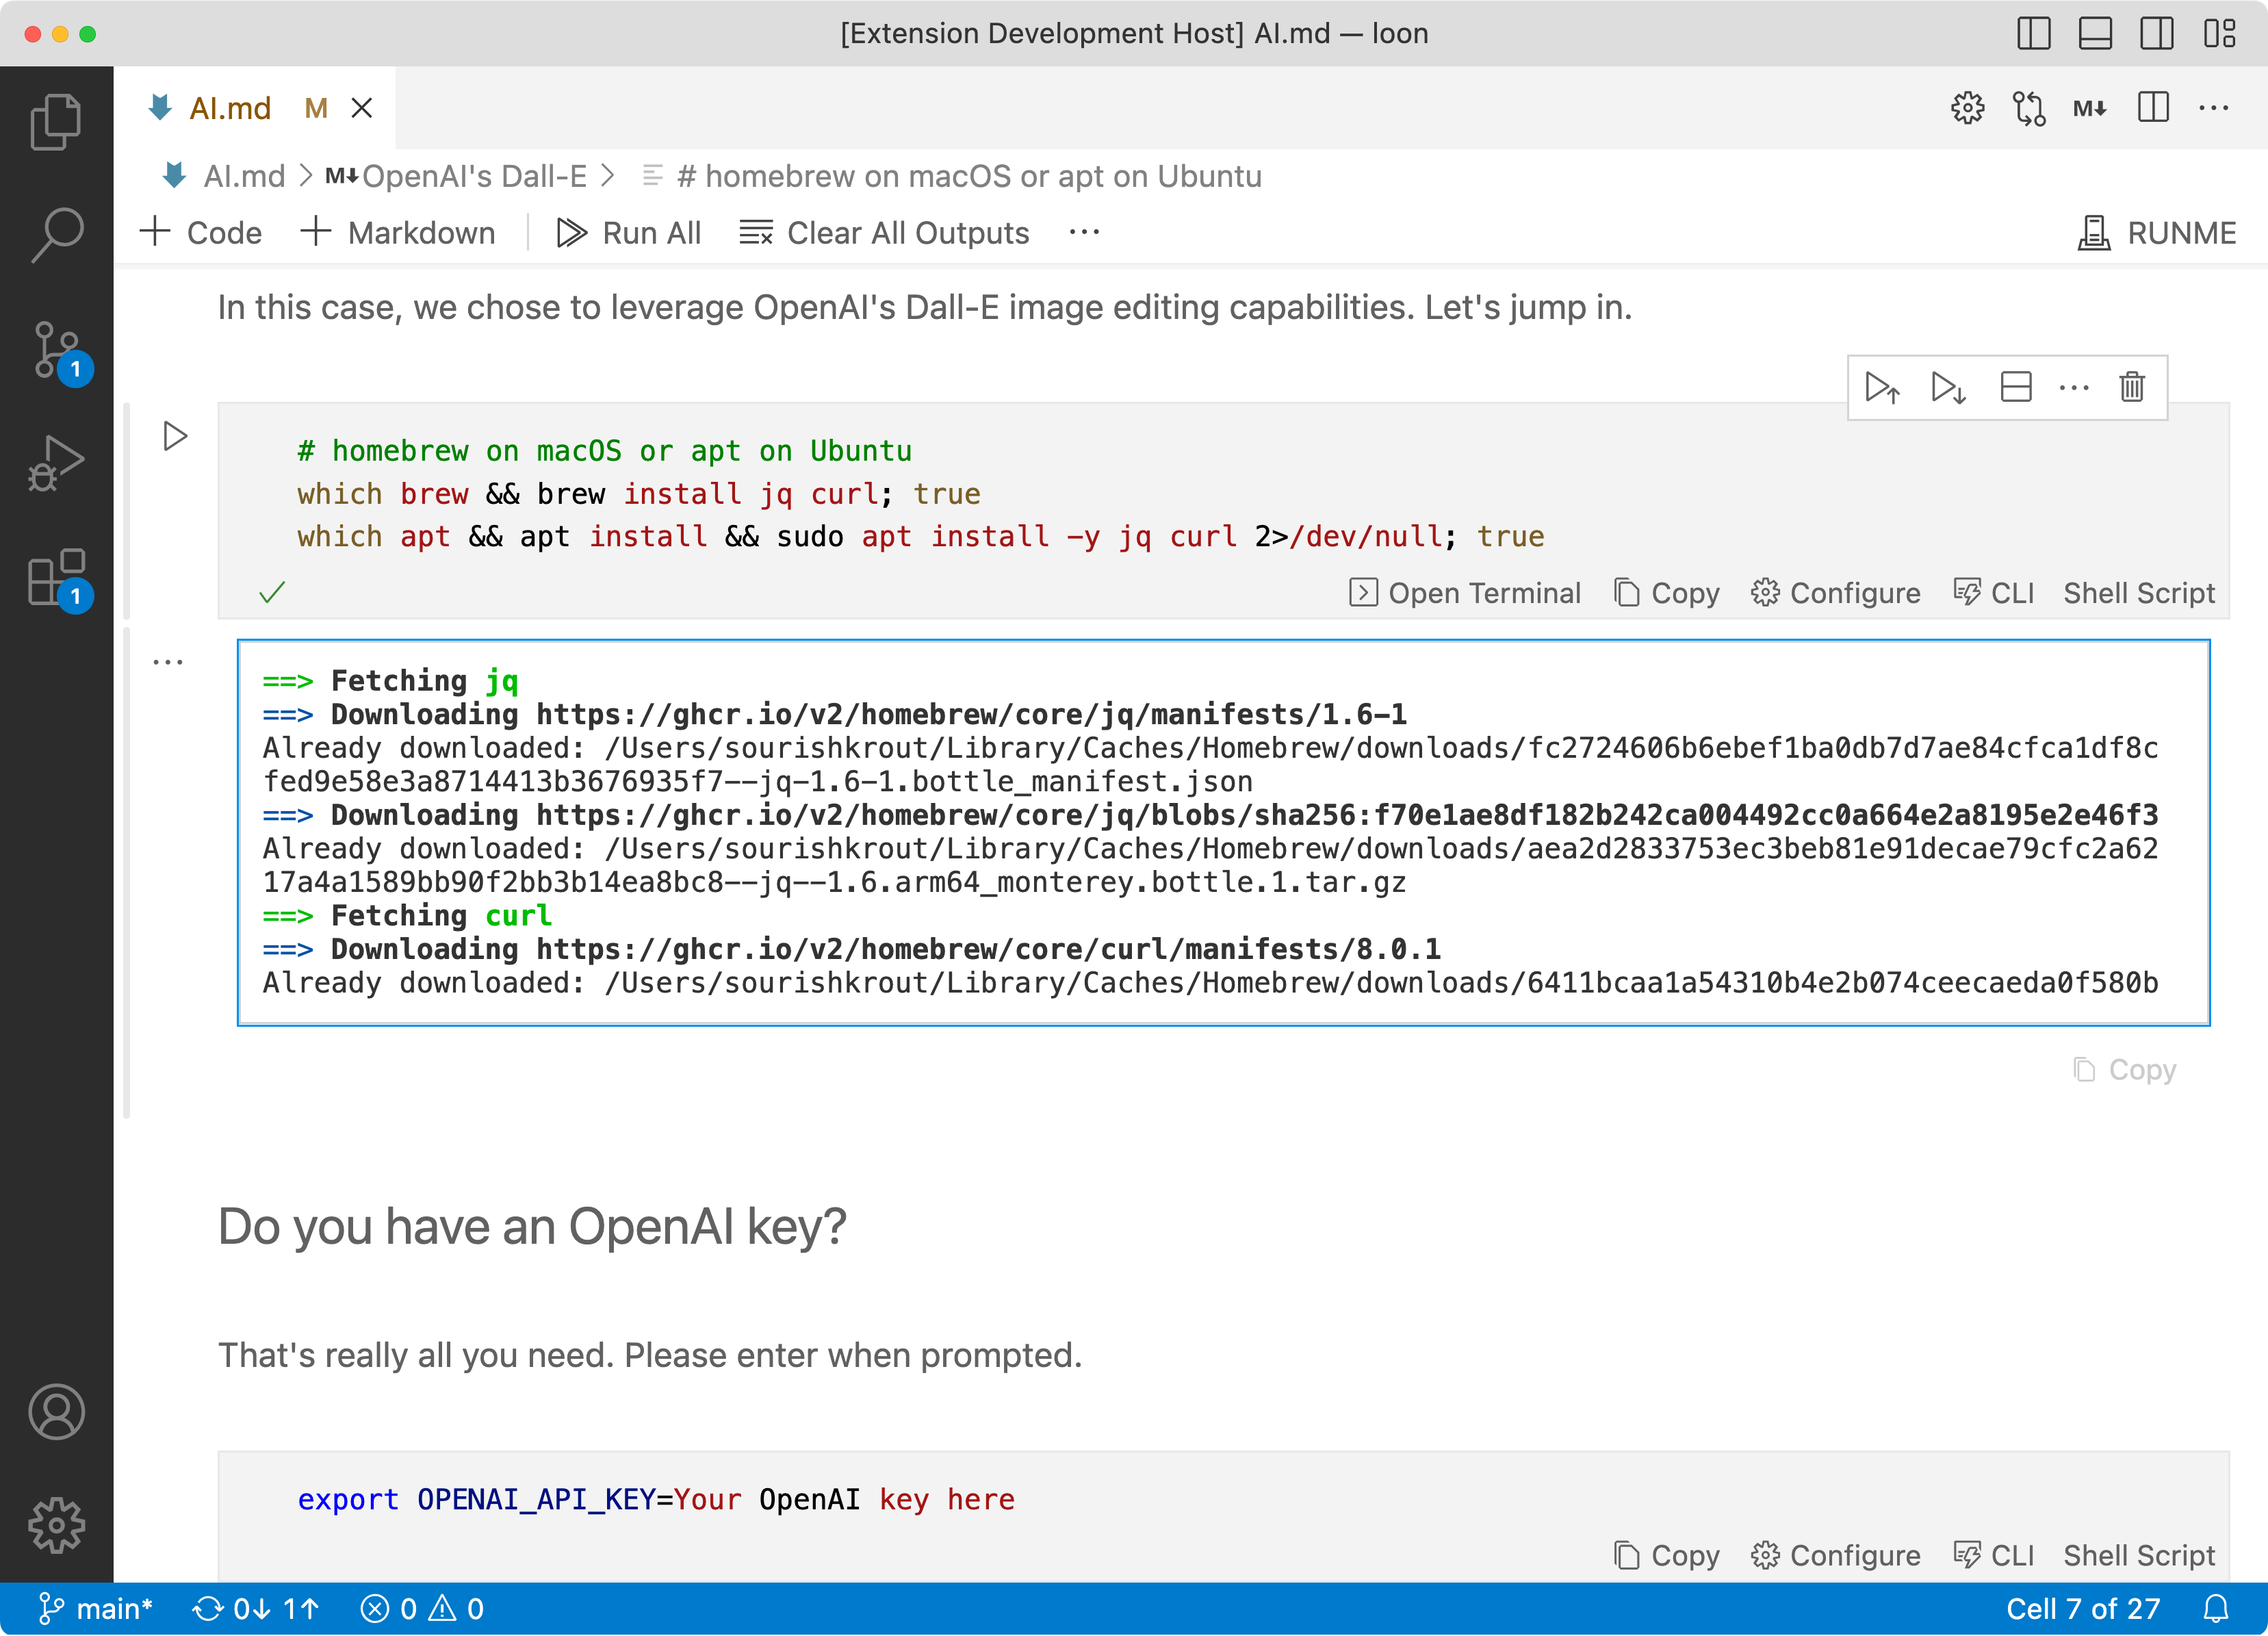 [Extension Development Host] AI.md — loon
AI.md M
AI.md > M↓ OpenAI's Dall-E > # homebrew on macOS or apt on Ubuntu
+ Code + Markdown Run All Clear All Outputs ··· RUNME
In this case, we chose to leverage OpenAI's Dall-E image editing capabilities. Let's jump in.
# homebrew on macOS or apt on Ubuntu
which brew && brew install jq curl; true
which apt && apt install && sudo apt install -y jq curl 2>/dev/null; true
Open Terminal Copy Configure CLI Shell Script
==> Fetching jq
==> Downloading https://ghcr.io/v2/homebrew/core/jq/manifests/1.6-1
Already downloaded: /Users/sourishkrout/Library/Caches/Homebrew/downloads/fc2724606b6ebef1ba0db7d7ae84cfca1df8c
fed9e58e3a8714413b3676935f7--jq-1.6-1.bottle_manifest.json
==> Downloading https://ghcr.io/v2/homebrew/core/jq/blobs/sha256:f70e1ae8df182b242ca004492cc0a664e2a8195e2e46f3
Already downloaded: /Users/sourishkrout/Library/Caches/Homebrew/downloads/aea2d2833753ec3beb81e91decae79cfc2a62
17a4a1589bb90f2bb3b14ea8bc8--jq--1.6.arm64_monterey.bottle.1.tar.gz
==> Fetching curl
==> Downloading https://ghcr.io/v2/homebrew/core/curl/manifests/8.0.1
Already downloaded: /Users/sourishkrout/Library/Caches/Homebrew/downloads/6411bcaa1a54310b4e2b074ceecaeda0f580b
Copy
Do you have an OpenAI key?
That's really all you need. Please enter when prompted.
export OPENAI_API_KEY=Your OpenAI key here
Copy Configure CLI Shell Script
1
1
main* 0↓ 1↑ 0 0 Cell 7 of 27